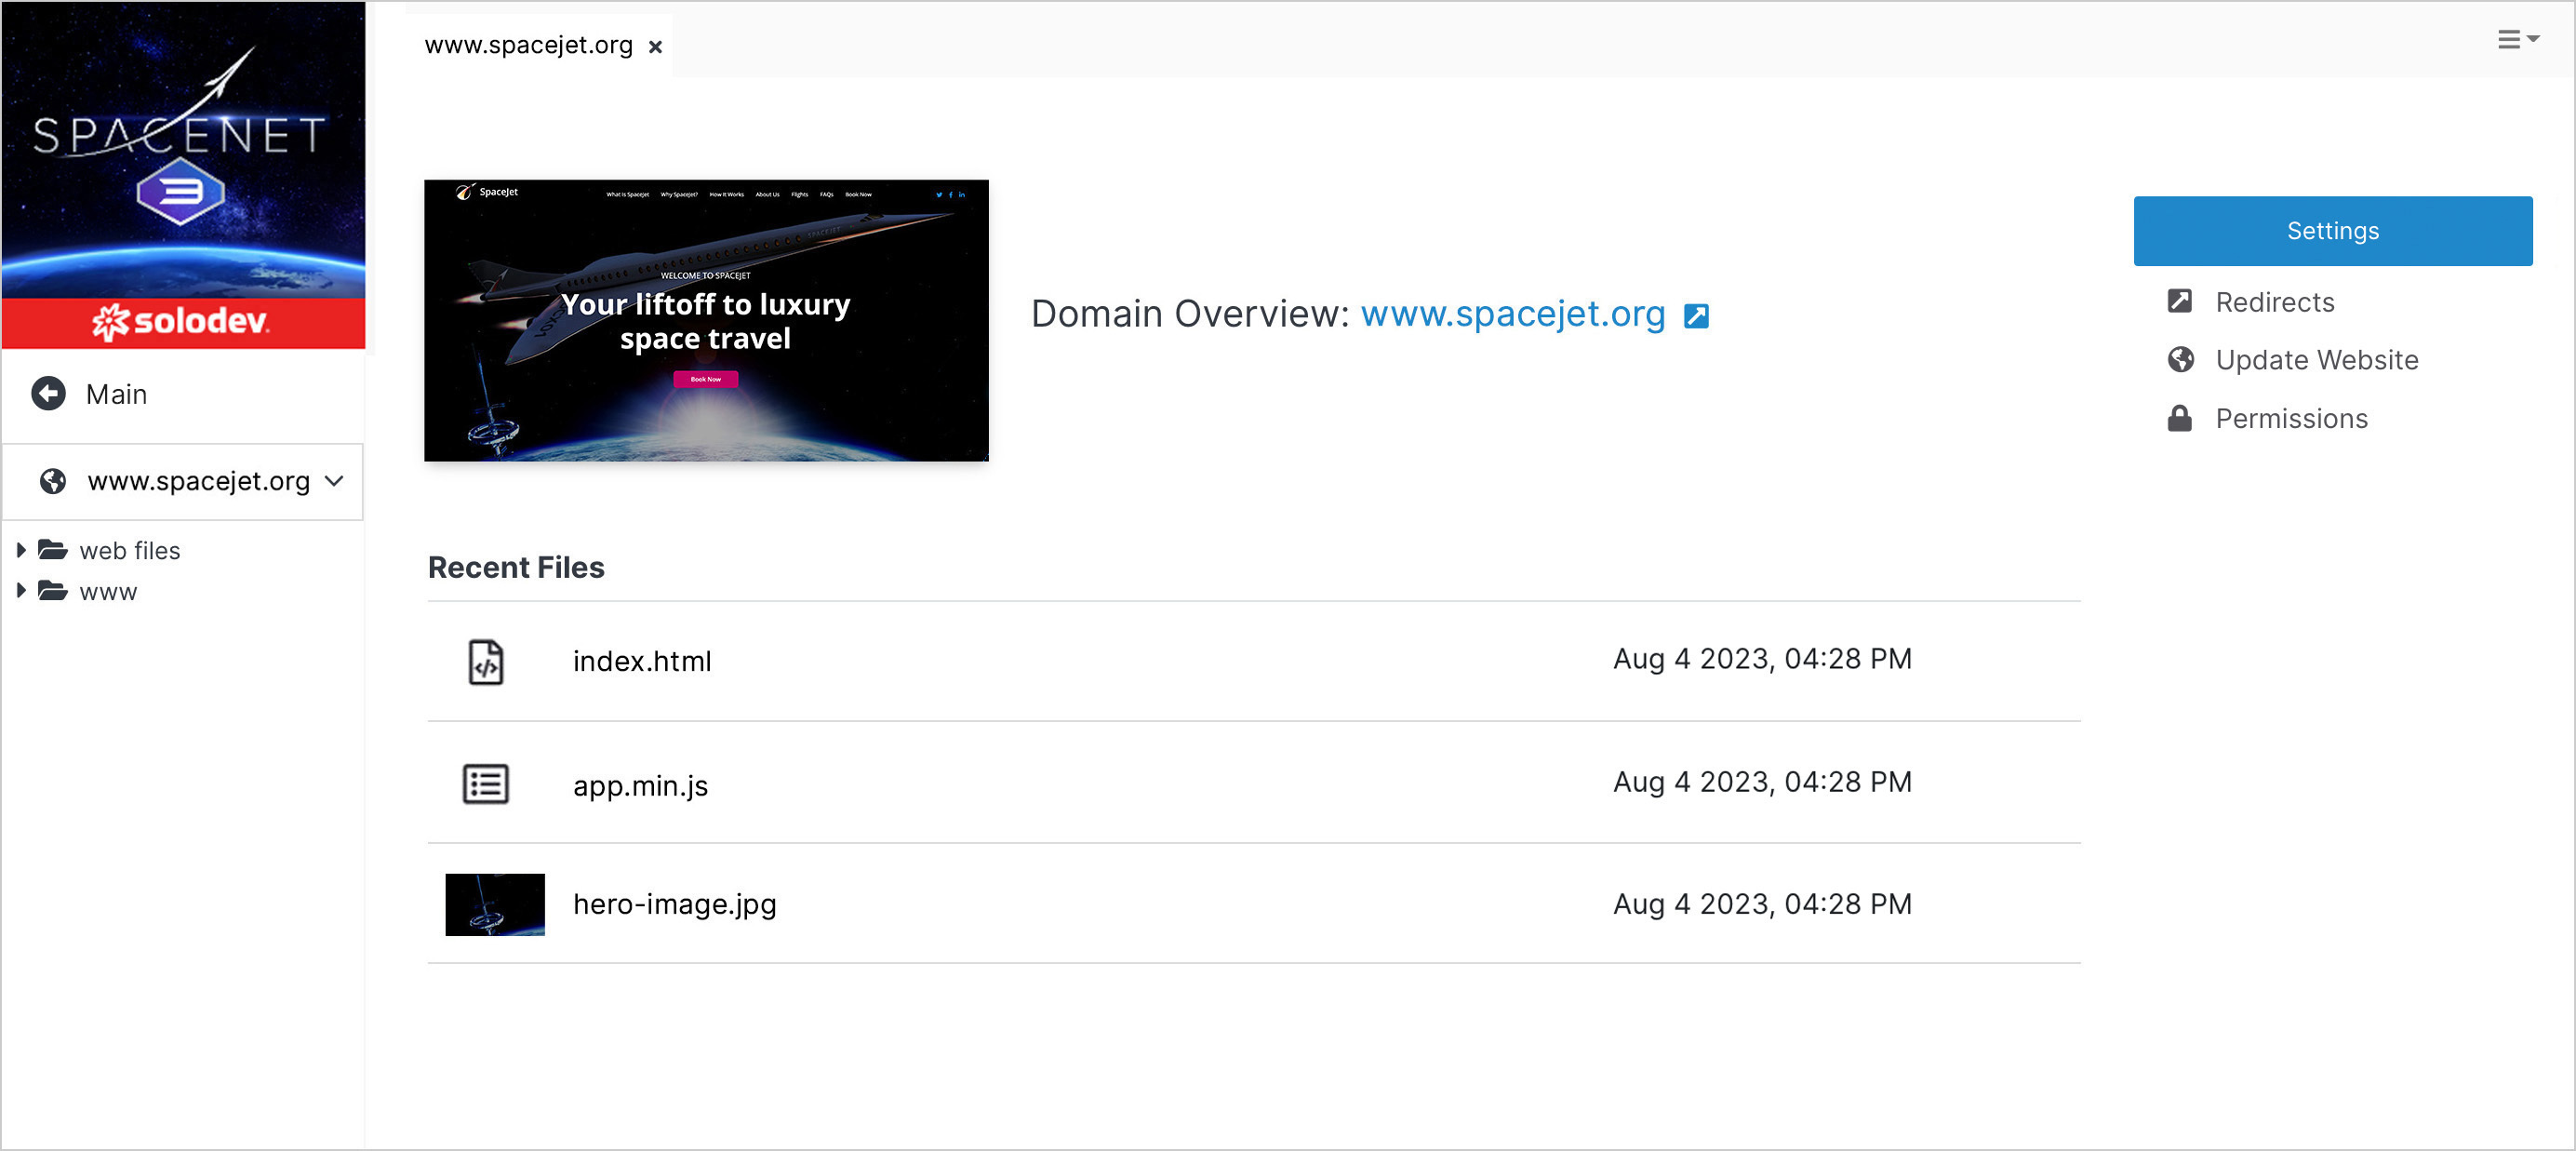 SPACENET
3
solodev
Main
www.spacejet.org
web files
www
www.spacejet.org ×
SpaceJet
What is Spacejet Why Spacejet? How It Works About Us Flights FAQs Book Now
SPACEJET
CX01
WELCOME TO SPACEJET
Your liftoff to luxury
space travel
Book Now
Domain Overview: www.spacejet.org
Recent Files
index.html Aug 4 2023, 04:28 PM
app.min.js Aug 4 2023, 04:28 PM
hero-image.jpg Aug 4 2023, 04:28 PM
Settings
Redirects
Update Website
Permissions